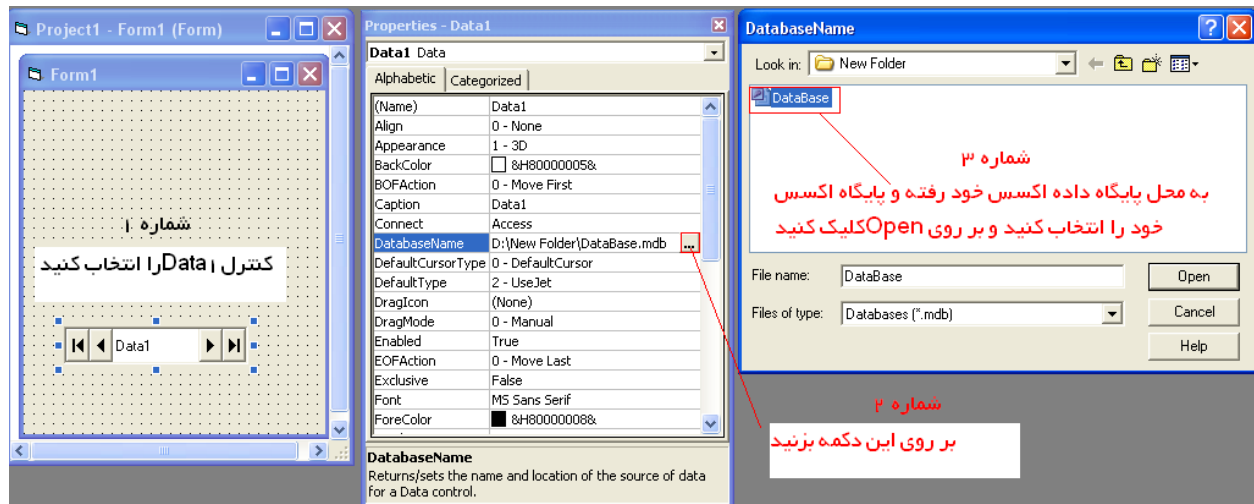 Project1 - Form1 (Form)
Form1
شماره ۱
کنترل Data۱ را انتخاب کنید
Data1
Properties - Data1
Data1 Data
Alphabetic Categorized
(Name) Data1
Align 0 - None
Appearance 1 - 3D
BackColor &H80000005&
BOFAction 0 - Move First
Caption Data1
Connect Access
DatabaseName D:\New Folder\DataBase.mdb ...
DefaultCursorType 0 - DefaultCursor
DefaultType 2 - UseJet
DragIcon (None)
DragMode 0 - Manual
Enabled True
EOFAction 0 - Move Last
Exclusive False
Font MS Sans Serif
ForeColor &H80000008&
DatabaseName
Returns/sets the name and location of the source of data
for a Data control.
DatabaseName
Look in: New Folder
DataBase
شماره ۳
به محل پایگاه داده اکسس خود رفته و پایگاه اکسس
خود را انتخاب کنید و بر روی Open کلیک کنید
File name: DataBase Open
Files of type: Databases (*.mdb) Cancel
Help
شماره ۲
بر روی این دکمه بزنید